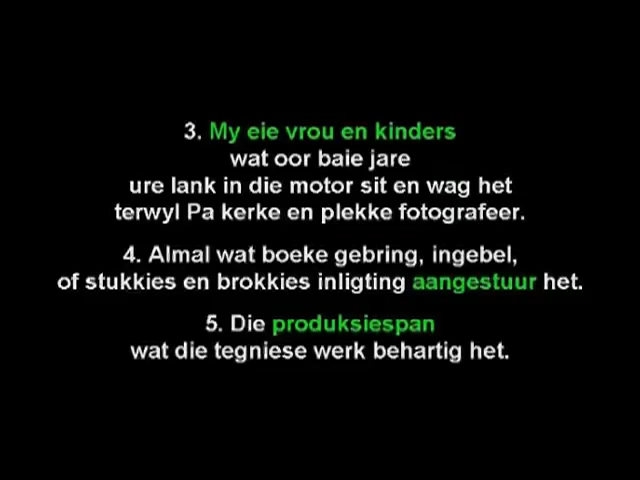 3. My eie vrou en kinders
wat oor baie jare
ure lank in die motor sit en wag het
terwyl Pa kerke en plekke fotografeer.
4. Almal wat boeke gebring, ingebel,
of stukkies en brokkies inligting aangestuur het.
5. Die produksiespan
wat die tegniese werk behartig het.